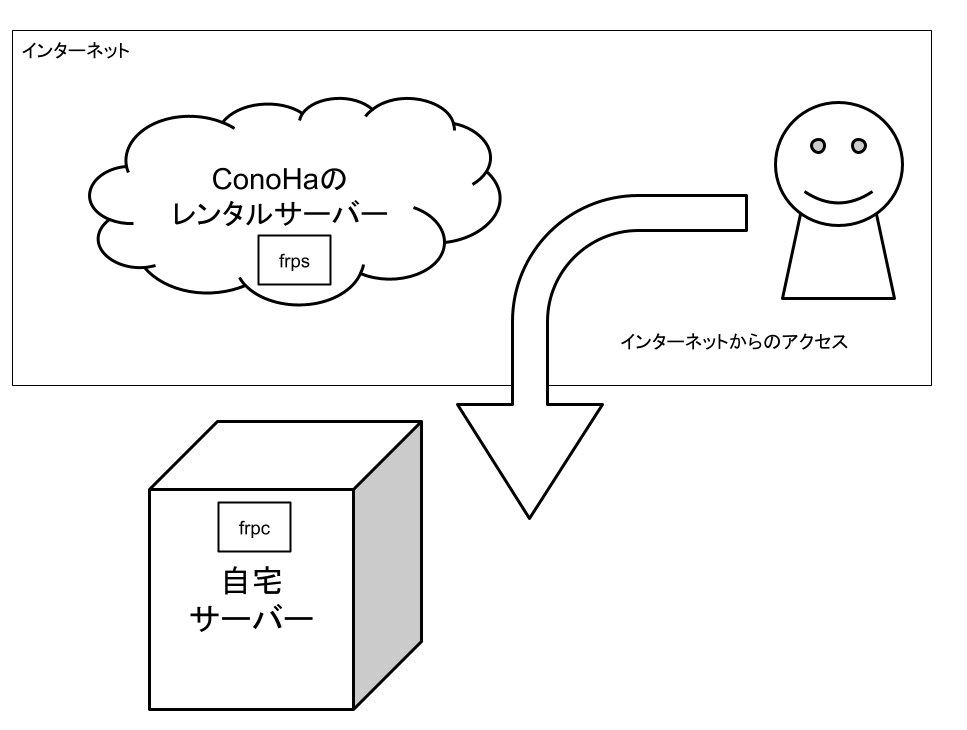 インターネット
ConoHaの
レンタルサーバー
frps
インターネットからのアクセス
frpc
自宅
サーバー